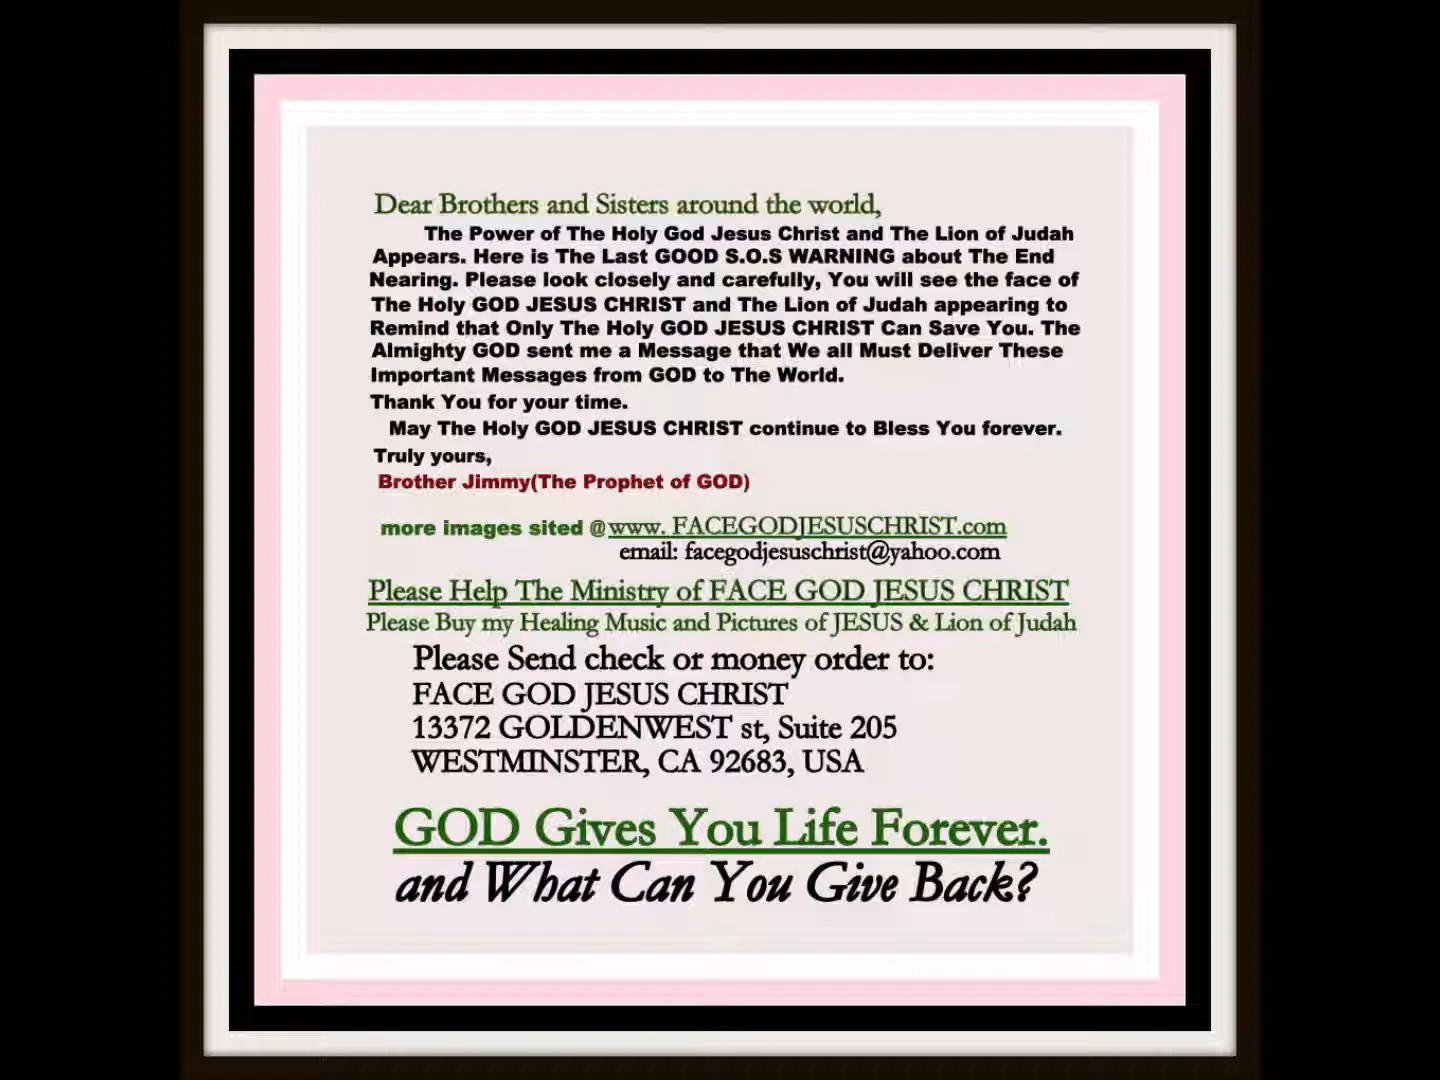 Dear Brothers and Sisters around the world,
The Power of The Holy God Jesus Christ and The Lion of Judah
Appears. Here is The Last GOOD S.O.S WARNING about The End
Nearing. Please look closely and carefully, You will see the face of
The Holy GOD JESUS CHRIST and The Lion of Judah appearing to
Remind that Only The Holy GOD JESUS CHRIST Can Save You. The
Almighty GOD sent me a Message that We all Must Deliver These
Important Messages from GOD to The World.
Thank You for your time.
May The Holy GOD JESUS CHRIST continue to Bless You forever.
Truly yours,
Brother Jimmy(The Prophet of GOD)
more images sited @www. FACEGODJESUSCHRIST.com
email: facegodjesuschrist@yahoo.com
Please Help The Ministry of FACE GOD JESUS CHRIST
Please Buy my Healing Music and Pictures of JESUS & Lion of Judah
Please Send check or money order to:
FACE GOD JESUS CHRIST
13372 GOLDENWEST st, Suite 205
WESTMINSTER, CA 92683, USA
GOD Gives You Life Forever.
and What Can You Give Back?